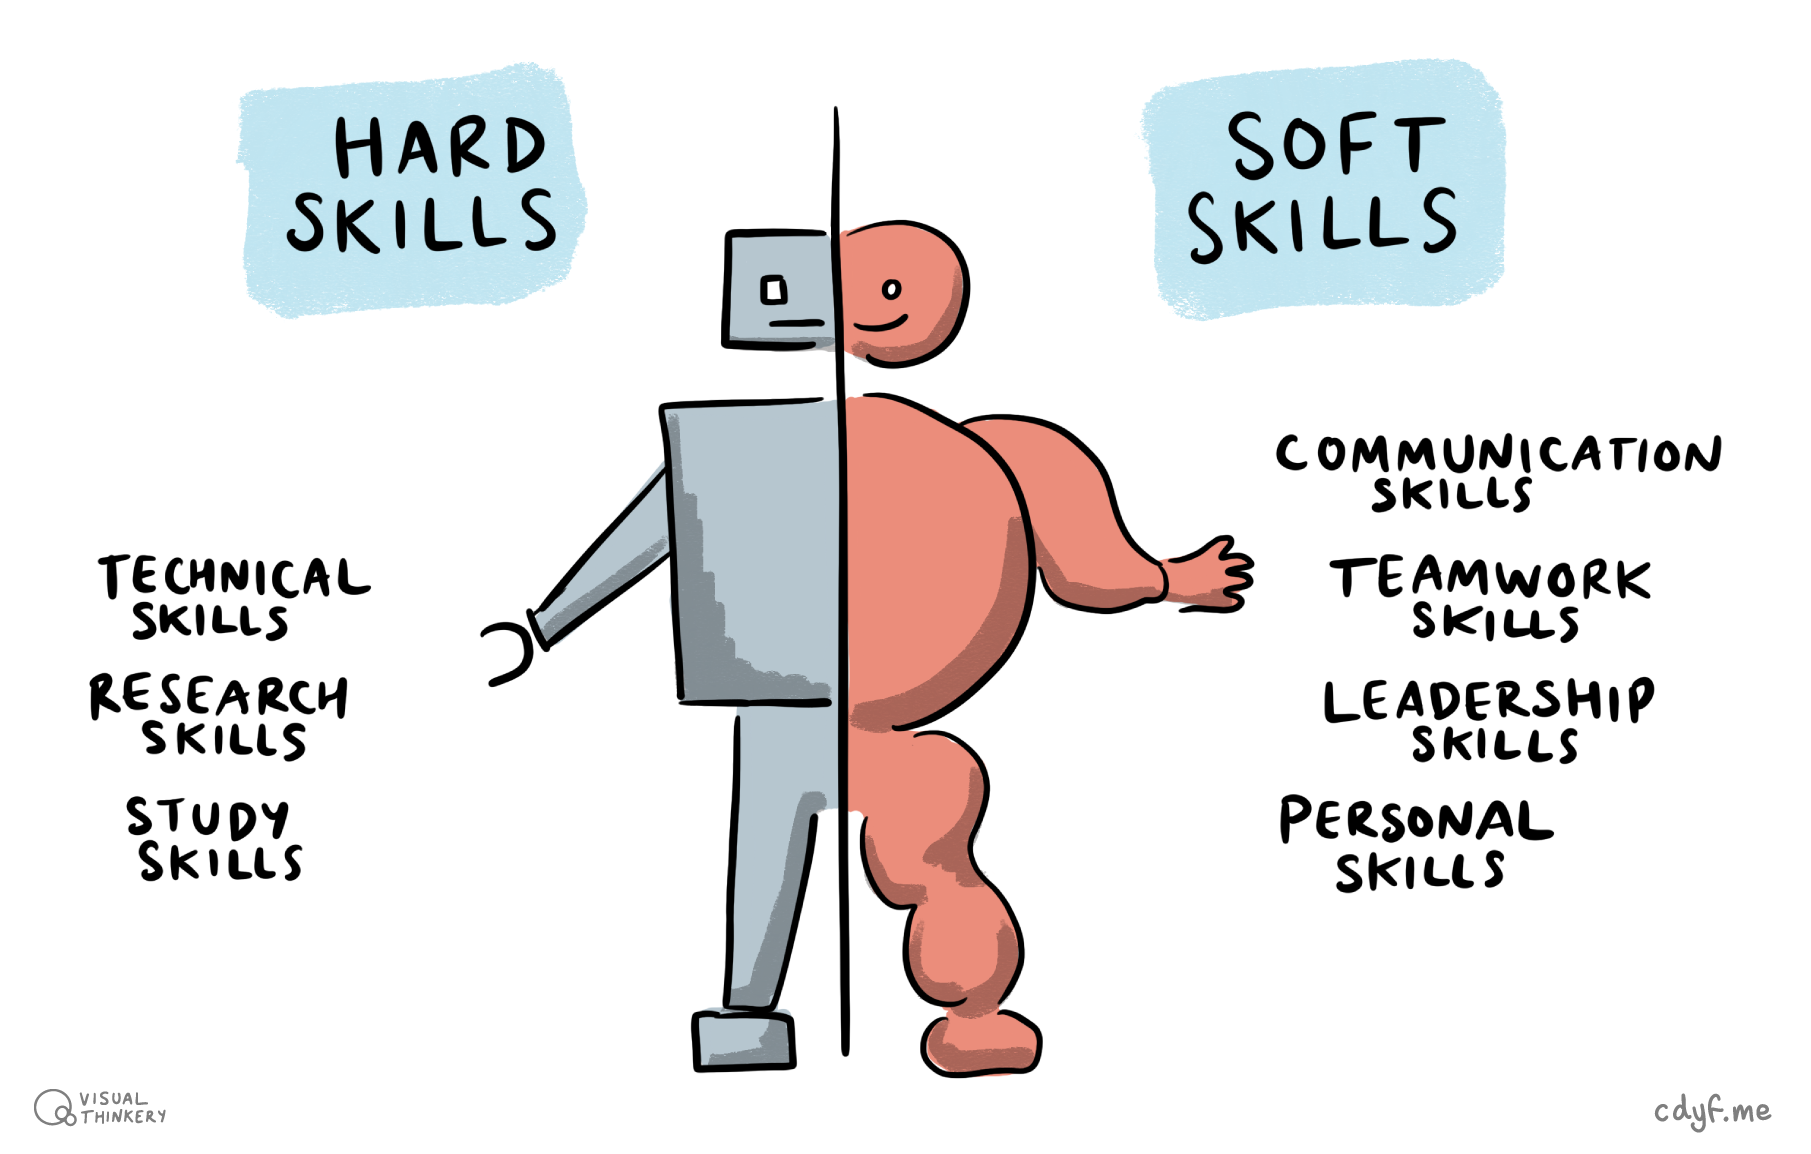 HARD
SKILLS
TECHNICAL
SKILLS
RESEARCH
SKILLS
STUDY
SKILLS
SOFT
SKILLS
COMMUNICATION
SKILLS
TEAMWORK
SKILLS
LEADERSHIP
SKILLS
PERSONAL
SKILLS
VISUAL
THINKERY
cdyf.me